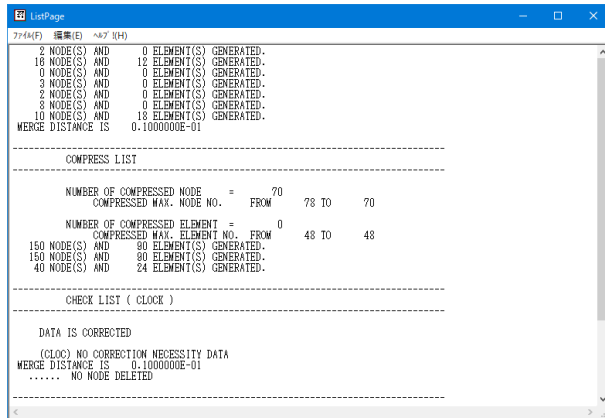 ListPage
ファイル(F) 編集(E) ヘルプ(H)
2 NODE(S) AND 0 ELEMENT(S) GENERATED.
16 NODE(S) AND 12 ELEMENT(S) GENERATED.
0 NODE(S) AND 0 ELEMENT(S) GENERATED.
3 NODE(S) AND 0 ELEMENT(S) GENERATED.
2 NODE(S) AND 0 ELEMENT(S) GENERATED.
8 NODE(S) AND 0 ELEMENT(S) GENERATED.
10 NODE(S) AND 18 ELEMENT(S) GENERATED.
MERGE DISTANCE IS 0.1000000E-01
COMPRESS LIST
NUMBER OF COMPRESSED NODE = 70
COMPRESSED MAX. NODE NO. FROM 78 TO 70
NUMBER OF COMPRESSED ELEMENT = 0
COMPRESSED MAX. ELEMENT NO. FROM 48 TO 48
150 NODE(S) AND 90 ELEMENT(S) GENERATED.
150 NODE(S) AND 90 ELEMENT(S) GENERATED.
40 NODE(S) AND 24 ELEMENT(S) GENERATED.
CHECK LIST ( CLOCK )
DATA IS CORRECTED
(CLOC) NO CORRECTION NECESSITY DATA
MERGE DISTANCE IS 0.1000000E-01
...... NO NODE DELETED